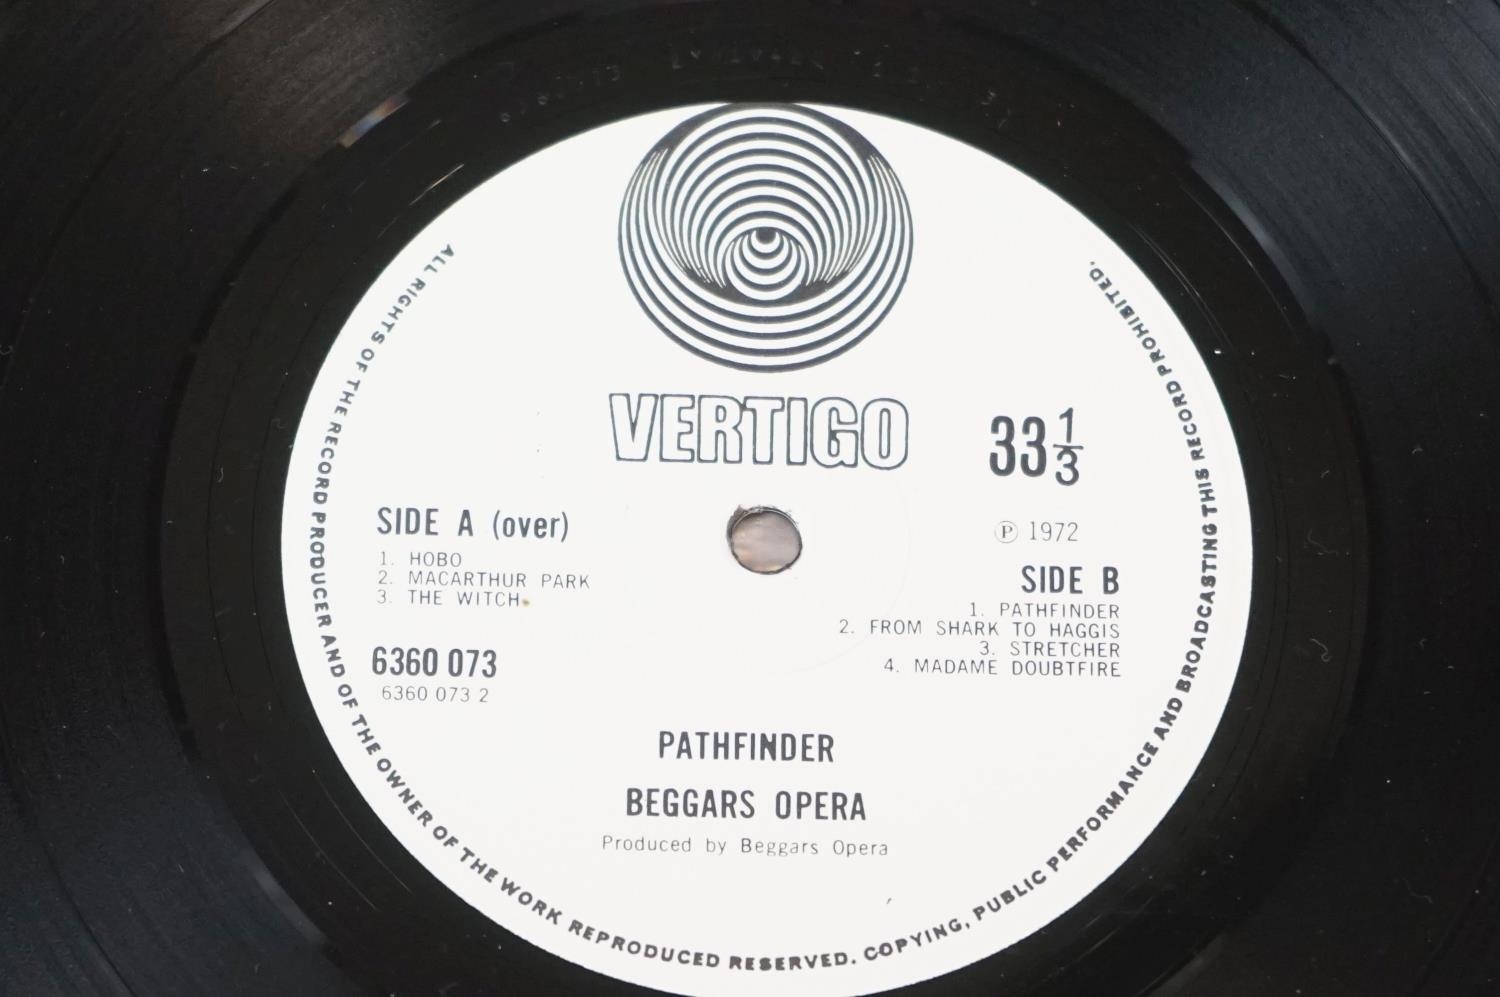 VERTIGO
33 1/3
SIDE A (over)
1. HOBO
2. MACARTHUR PARK
3. THE WITCH
6360 073
6360 073 2
Ⓟ 1972
SIDE B
1. PATHFINDER
2. FROM SHARK TO HAGGIS
3. STRETCHER
4. MADAME DOUBTFIRE
PATHFINDER
BEGGARS OPERA
Produced by Beggars Opera
ALL RIGHTS OF THE RECORD PRODUCER AND OF THE OWNER OF THE WORK REPRODUCED RESERVED. COPYING, PUBLIC PERFORMANCE AND BROADCASTING THIS RECORD PROHIBITED.